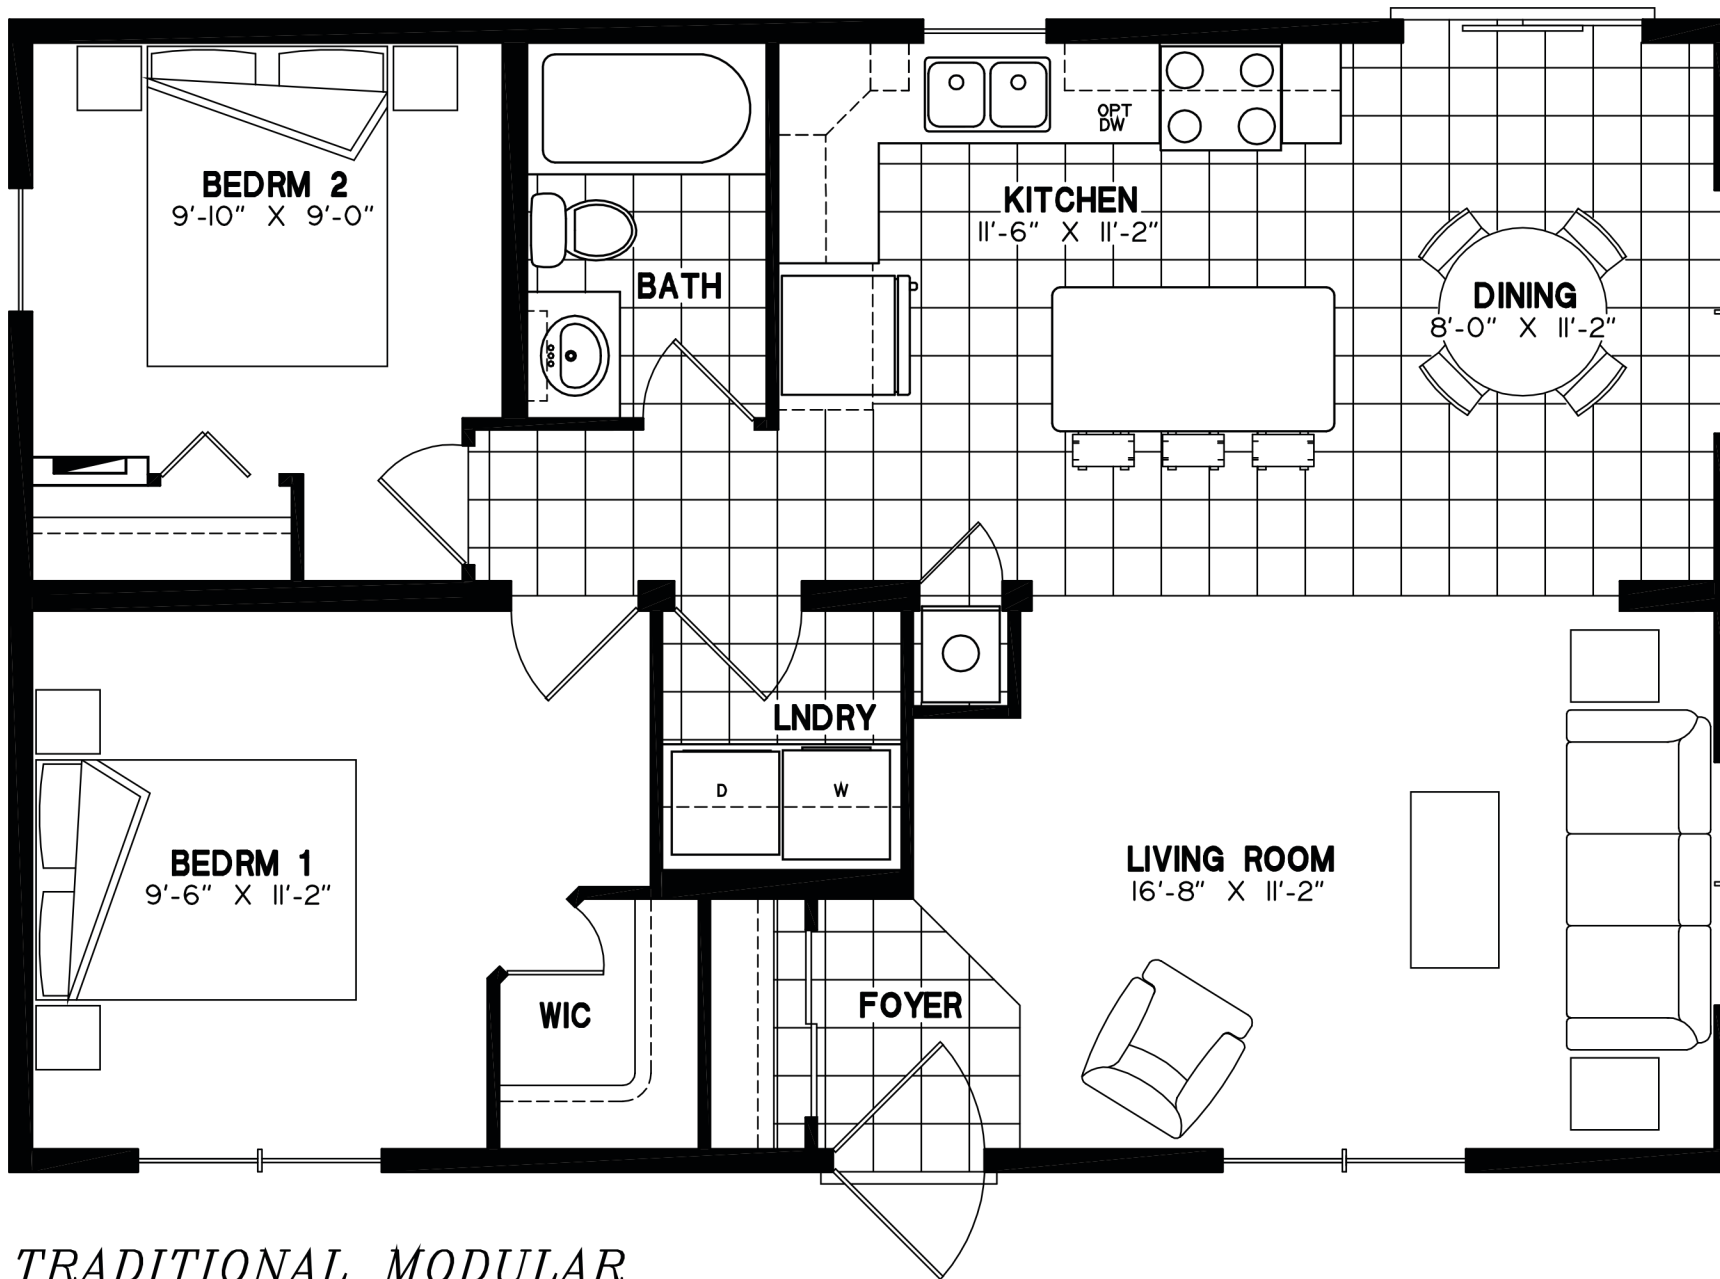 OPT
DW
BEDRM 2
9'-10" X 9'-0"
KITCHEN
11'-6" X 11'-2"
BATH
DINING
8'-0" X 11'-2"
LNDRY
D W
BEDRM 1
9'-6" X 11'-2"
LIVING ROOM
16'-8" X 11'-2"
WIC
FOYER
TRADITIONAL MODULAR